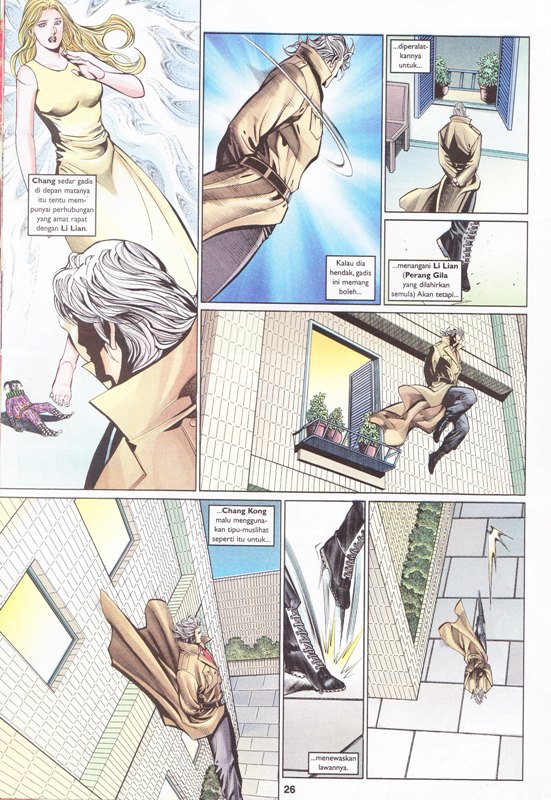 Chang sedar gadis
di depan matanya
itu tentu mem-
punyai perhubungan
yang amat rapat
dengan Li Lian.
Kalau dia
hendak, gadis
ini memang
boleh...
...diperalat-
kannya
untuk...
...menangani Li Lian
(Perang Gila
yang dilahirkan
semula) Akan tetapi...
...Chang Kong
malu mengguna-
kan tipu-muslihat
seperti itu untuk...
...menewaskan
lawannya.
26